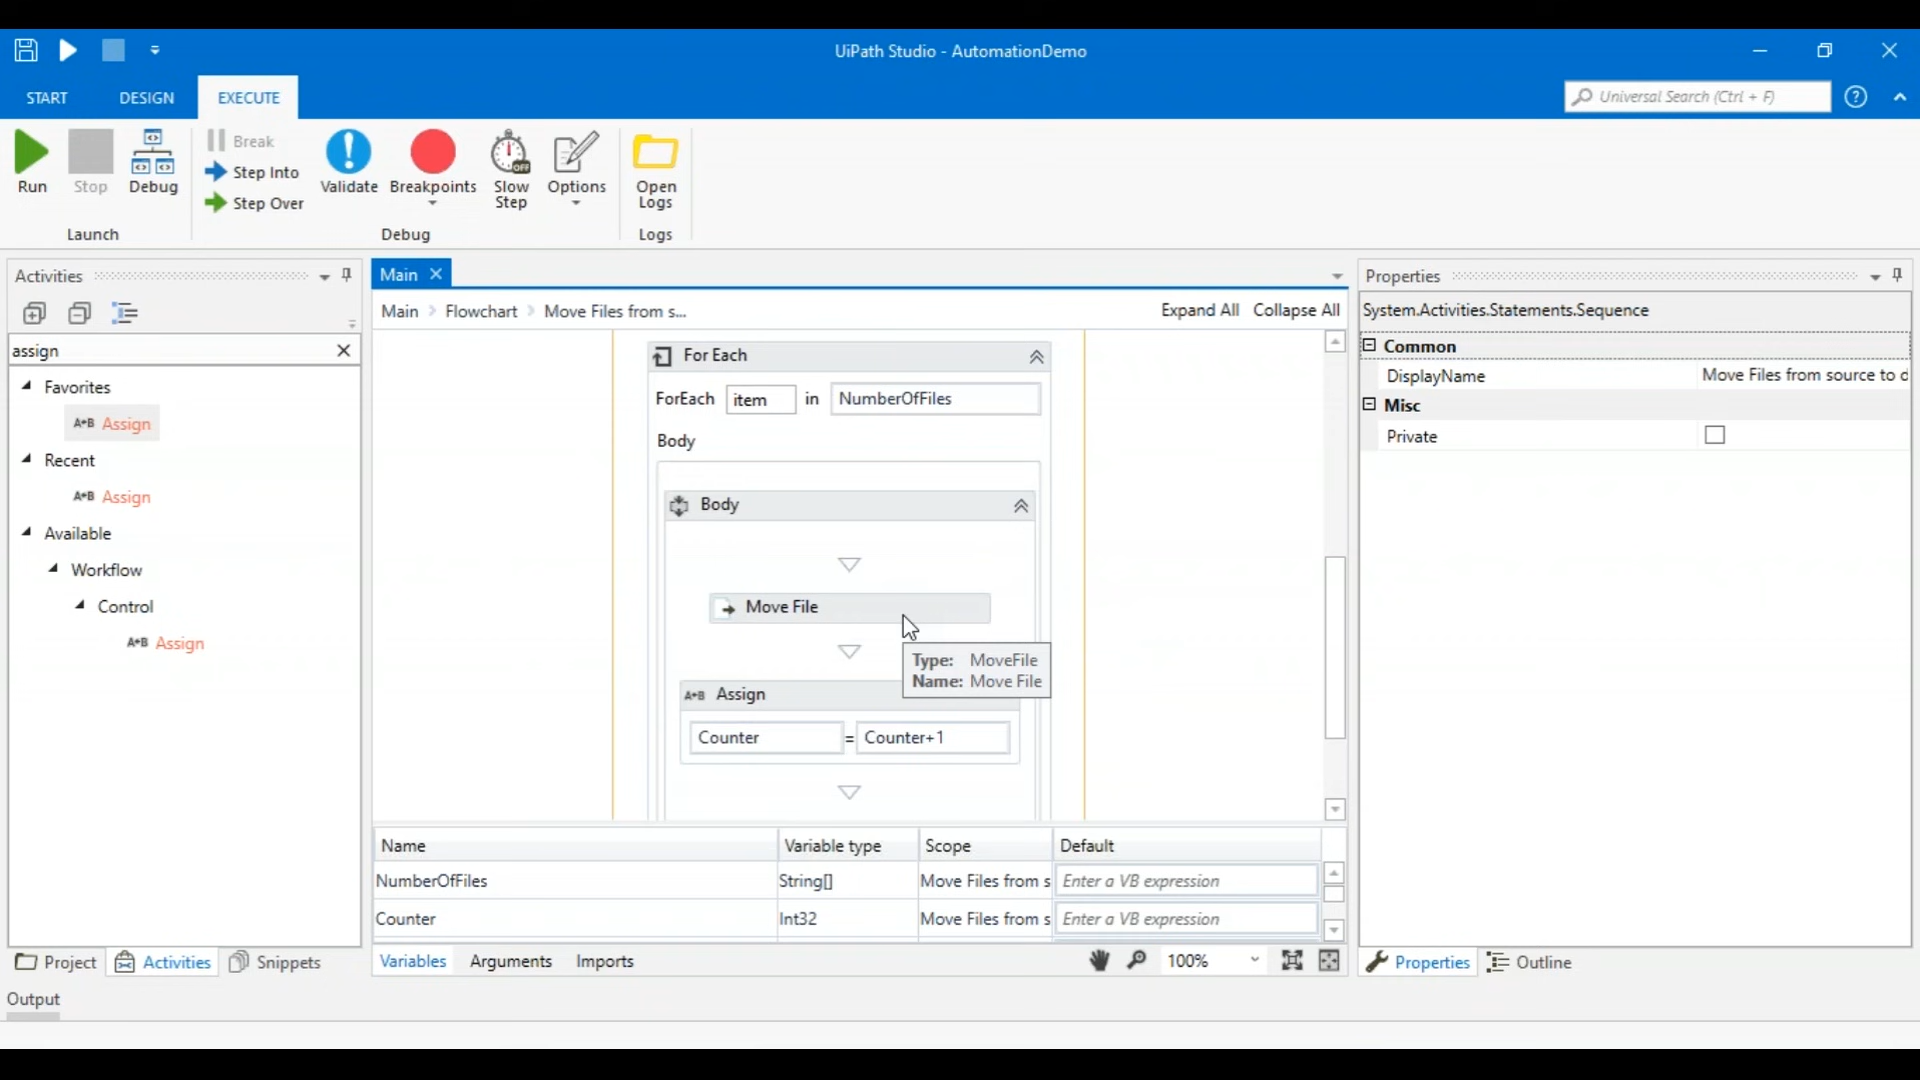 UiPath Studio - AutomationDemo
START DESIGN EXECUTE
Universal Search (Ctrl + F)
Run
Stop
Debug
Launch
Break
Step Into
Step Over
Validate
Breakpoints
Slow
Step
OFF
Options
Debug
Open
Logs
Logs
Activities
assign
Favorites
A+B Assign
Recent
A+B Assign
Available
Workflow
Control
A+B Assign
Project Activities Snippets
Main
Main > Flowchart > Move Files from s...
Expand All Collapse All
For Each
ForEach item in NumberOfFiles
Body
Body
Move File
Type: MoveFile
Name: Move File
A+B Assign
Counter = Counter+1
Name Variable type Scope Default
NumberOfFiles String[] Move Files from s Enter a VB expression
Counter Int32 Move Files from s Enter a VB expression
Variables Arguments Imports
100%
Properties
System.Activities.Statements.Sequence
Common
DisplayName Move Files from source to d
Misc
Private
Properties Outline
Output